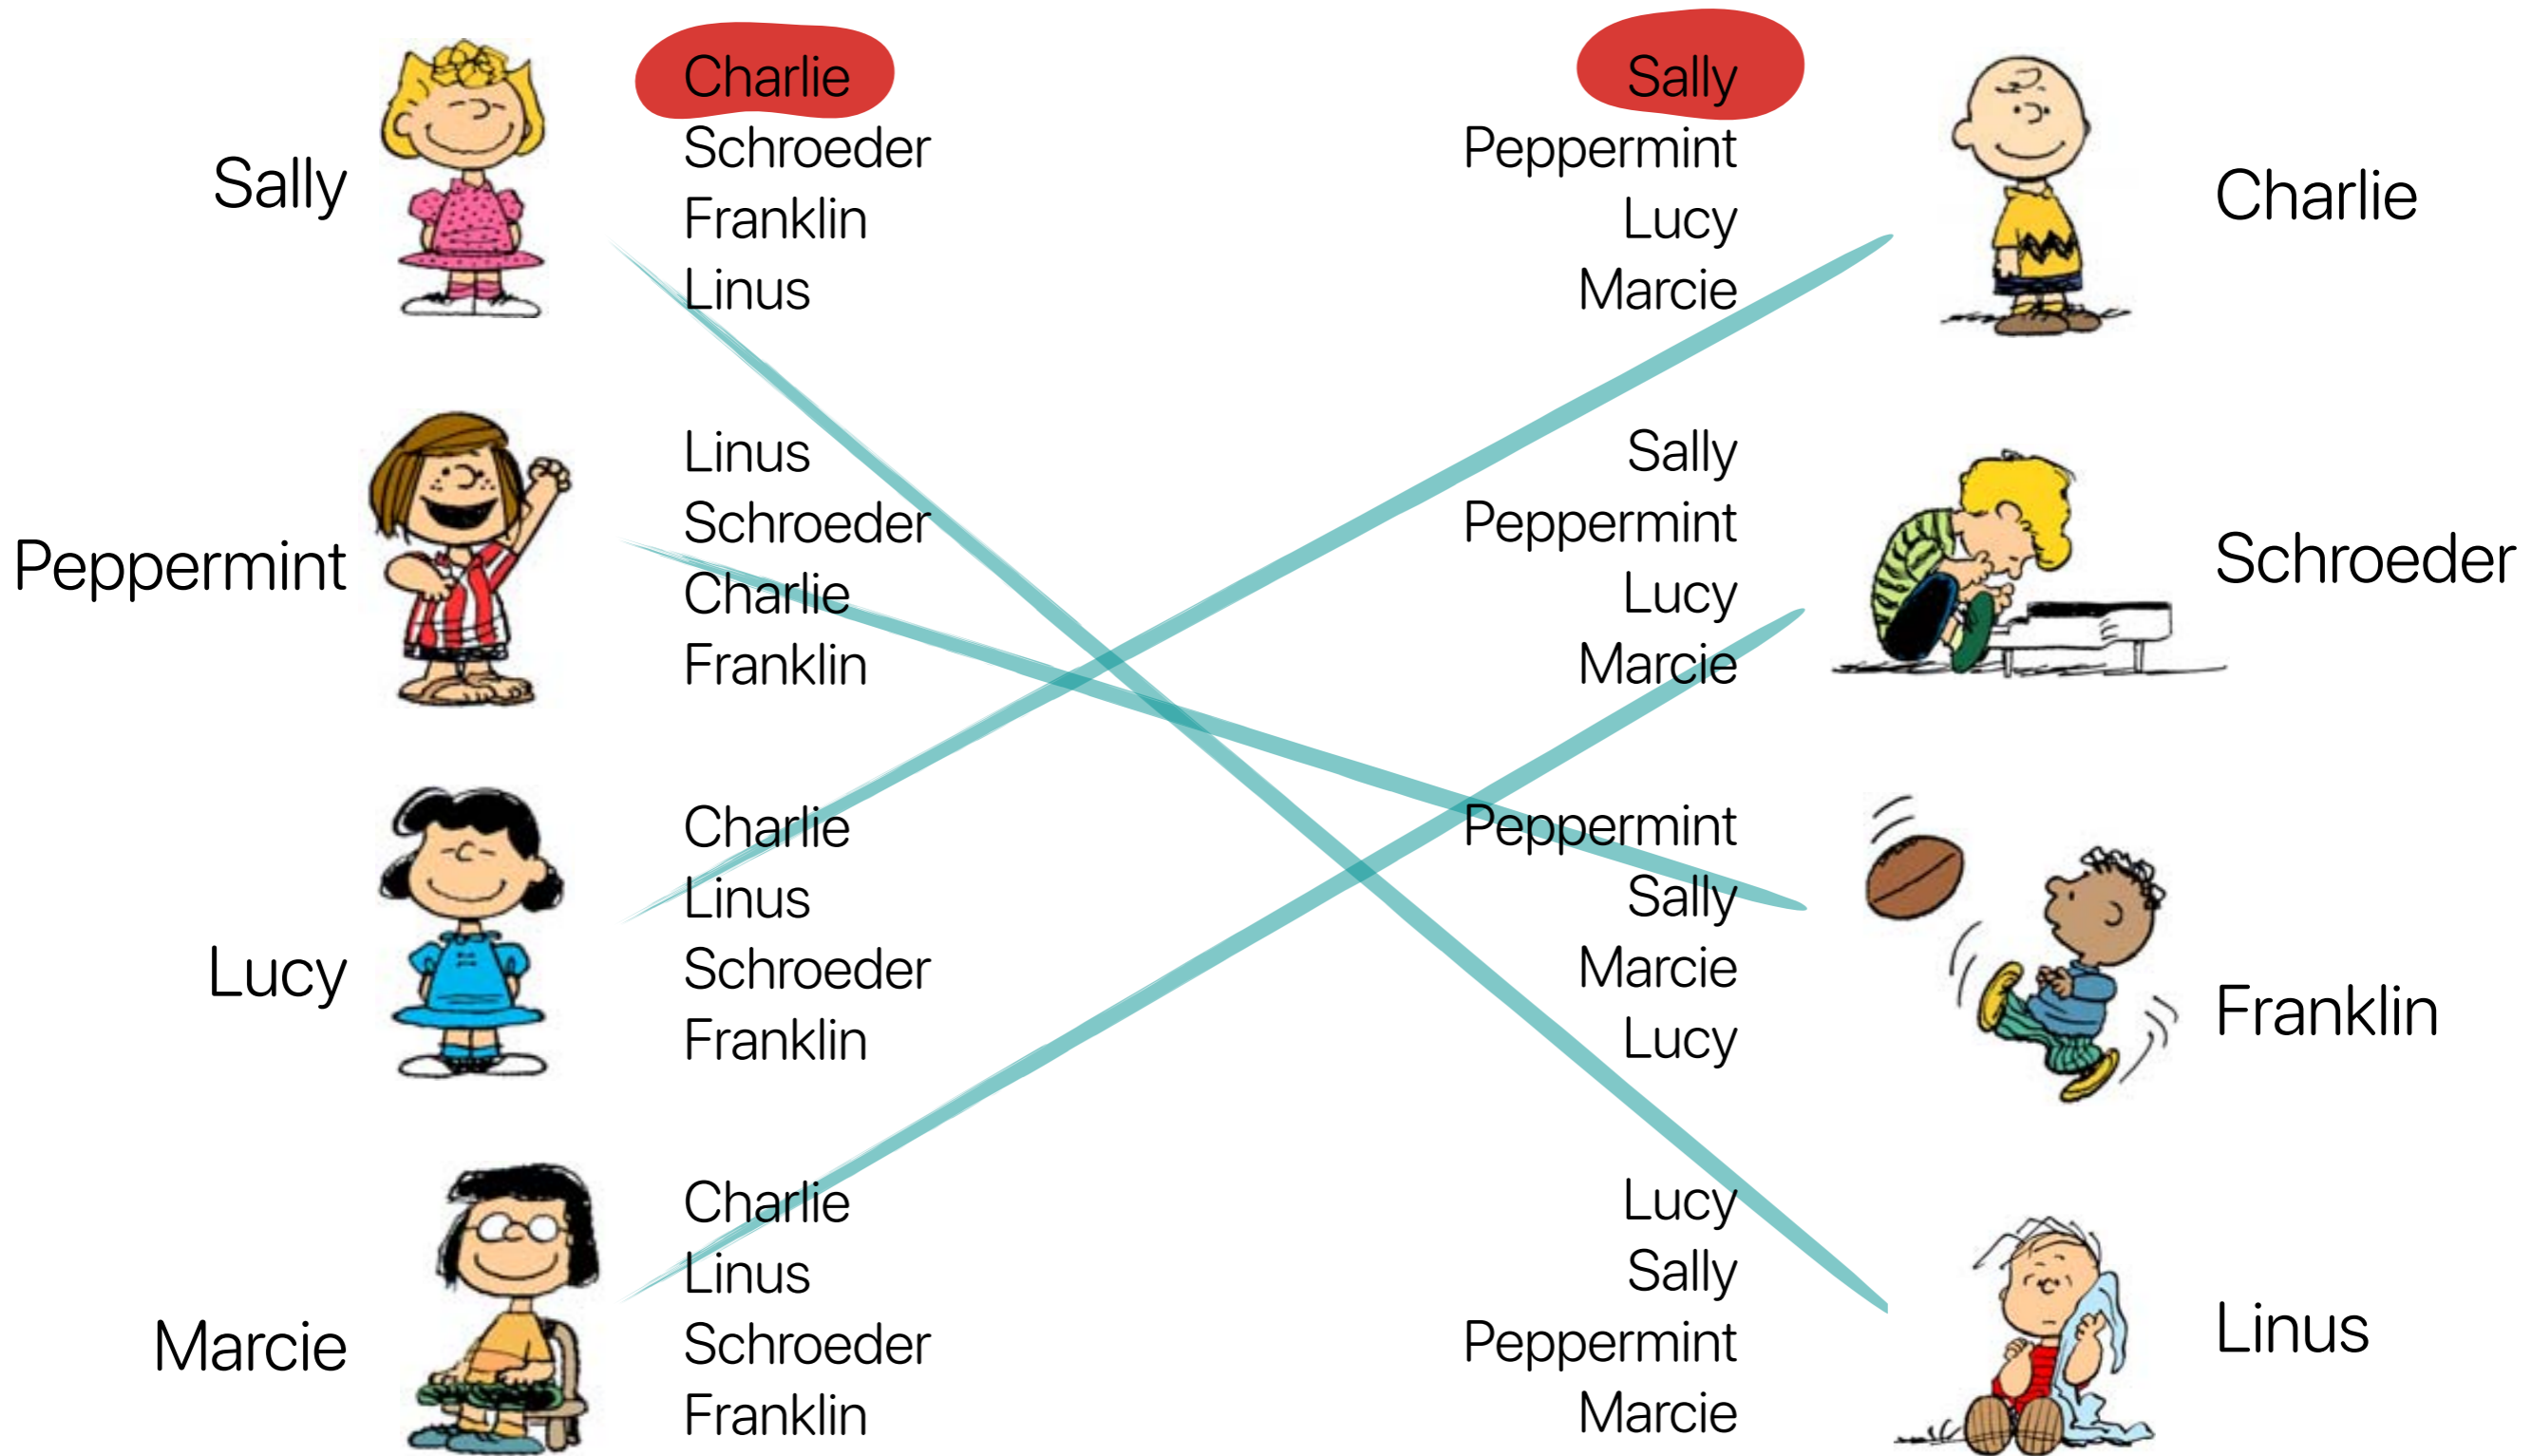 Sally
Charlie
Schroeder
Franklin
Linus
Sally
Peppermint
Lucy
Marcie
Charlie
Peppermint
Linus
Schroeder
Charlie
Franklin
Sally
Peppermint
Lucy
Marcie
Schroeder
Lucy
Charlie
Linus
Schroeder
Franklin
Peppermint
Sally
Marcie
Lucy
Franklin
Marcie
Charlie
Linus
Schroeder
Franklin
Lucy
Sally
Peppermint
Marcie
Linus